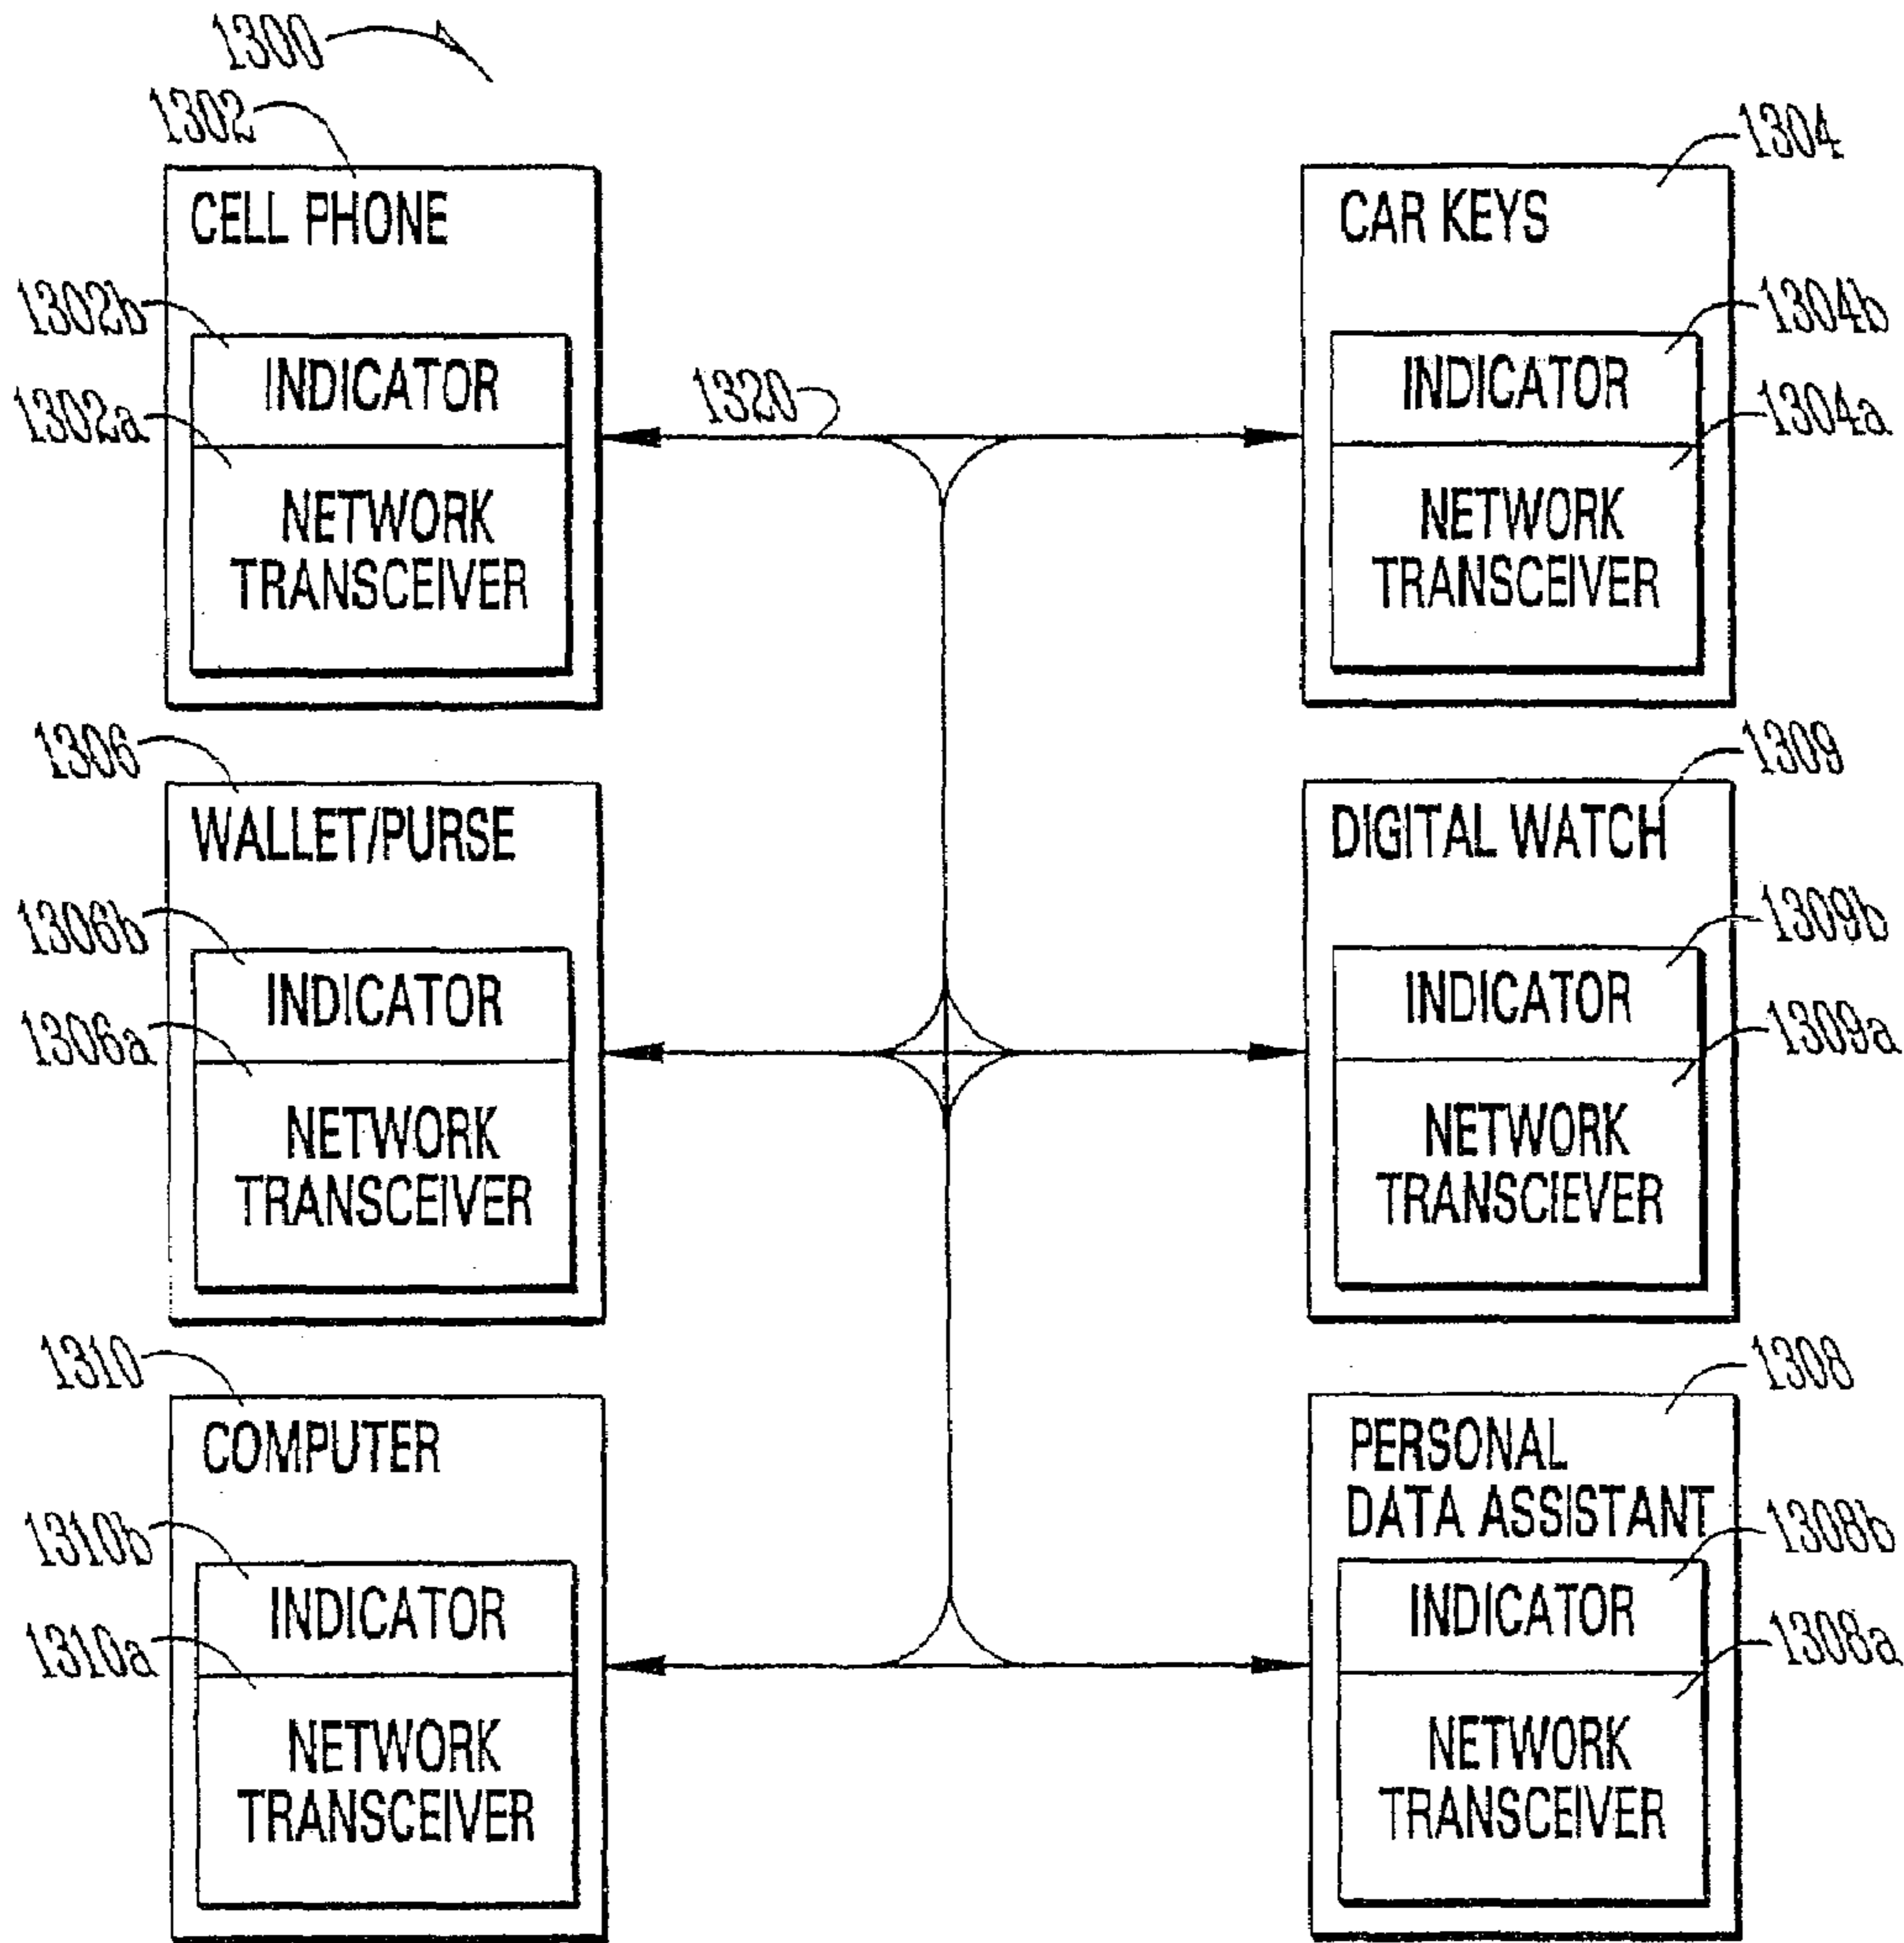 1300
1302
CELL PHONE
1302b
INDICATOR
1302a
NETWORK
TRANSCEIVER
1304
CAR KEYS
1304b
INDICATOR
1304a
NETWORK
TRANSCEIVER
1320
1306
WALLET/PURSE
1306b
INDICATOR
1306a
NETWORK
TRANSCEIVER
1309
DIGITAL WATCH
1309b
INDICATOR
1309a
NETWORK
TRANSCIEVER
1310
COMPUTER
1310b
INDICATOR
1310a
NETWORK
TRANSCEIVER
1308
PERSONAL
DATA ASSISTANT
1308b
INDICATOR
1308a
NETWORK
TRANSCEIVER